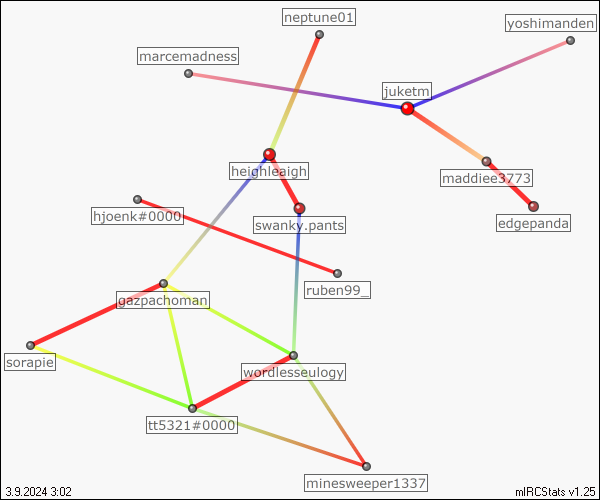 neptune01
yoshimanden
marcemadness
juketm
heighleaigh
maddiee3773
hjoenk#0000
swanky.pants
edgepanda
ruben99_
gazpachoman
sorapie
wordlesseulogy
tt5321#0000
minesweeper1337
3.9.2024 3:02
mIRCStats v1.25